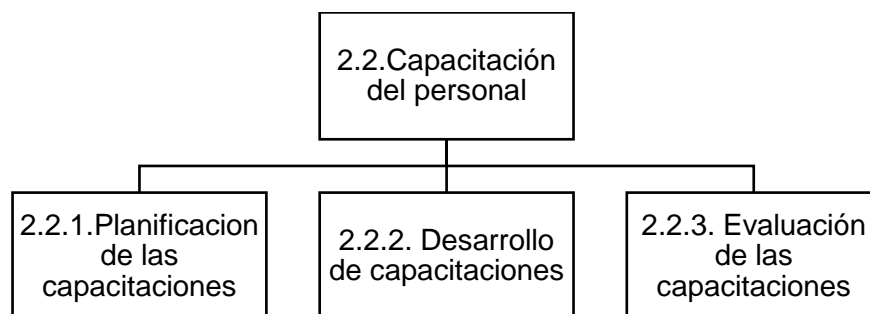 2.2.Capacitación
del personal
2.2.1.Planificacion
de las
capacitaciones
2.2.2. Desarrollo
de capacitaciones
2.2.3. Evaluación
de las
capacitaciones